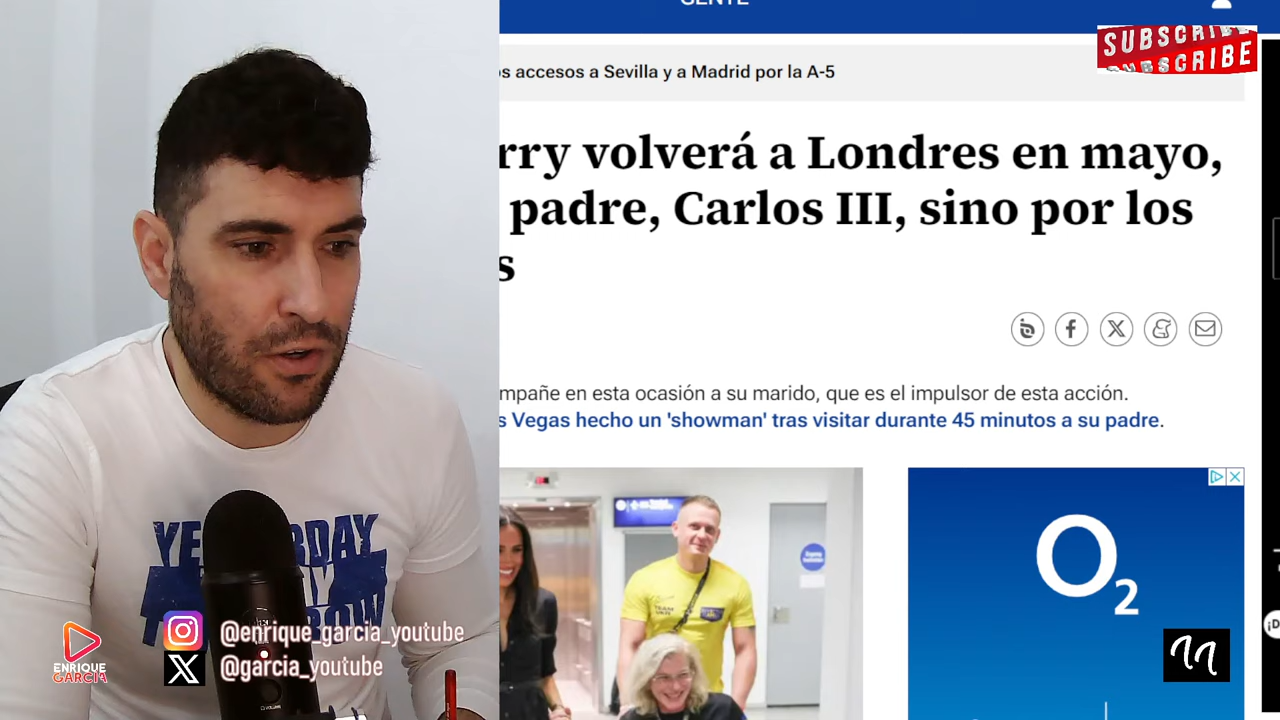 GENTE
SUBSCRIBE
SUBSCRIBE
os accesos a Sevilla y a Madrid por la A-5
rry volverá a Londres en mayo,
padre, Carlos III, sino por los
s
mpañe en esta ocasión a su marido, que es el impulsor de esta acción.
s Vegas hecho un 'showman' tras visitar durante 45 minutos a su padre.
O2
@enrique_garcia_youtube
@garcia_youtube
ENRIQUE
GARCIA